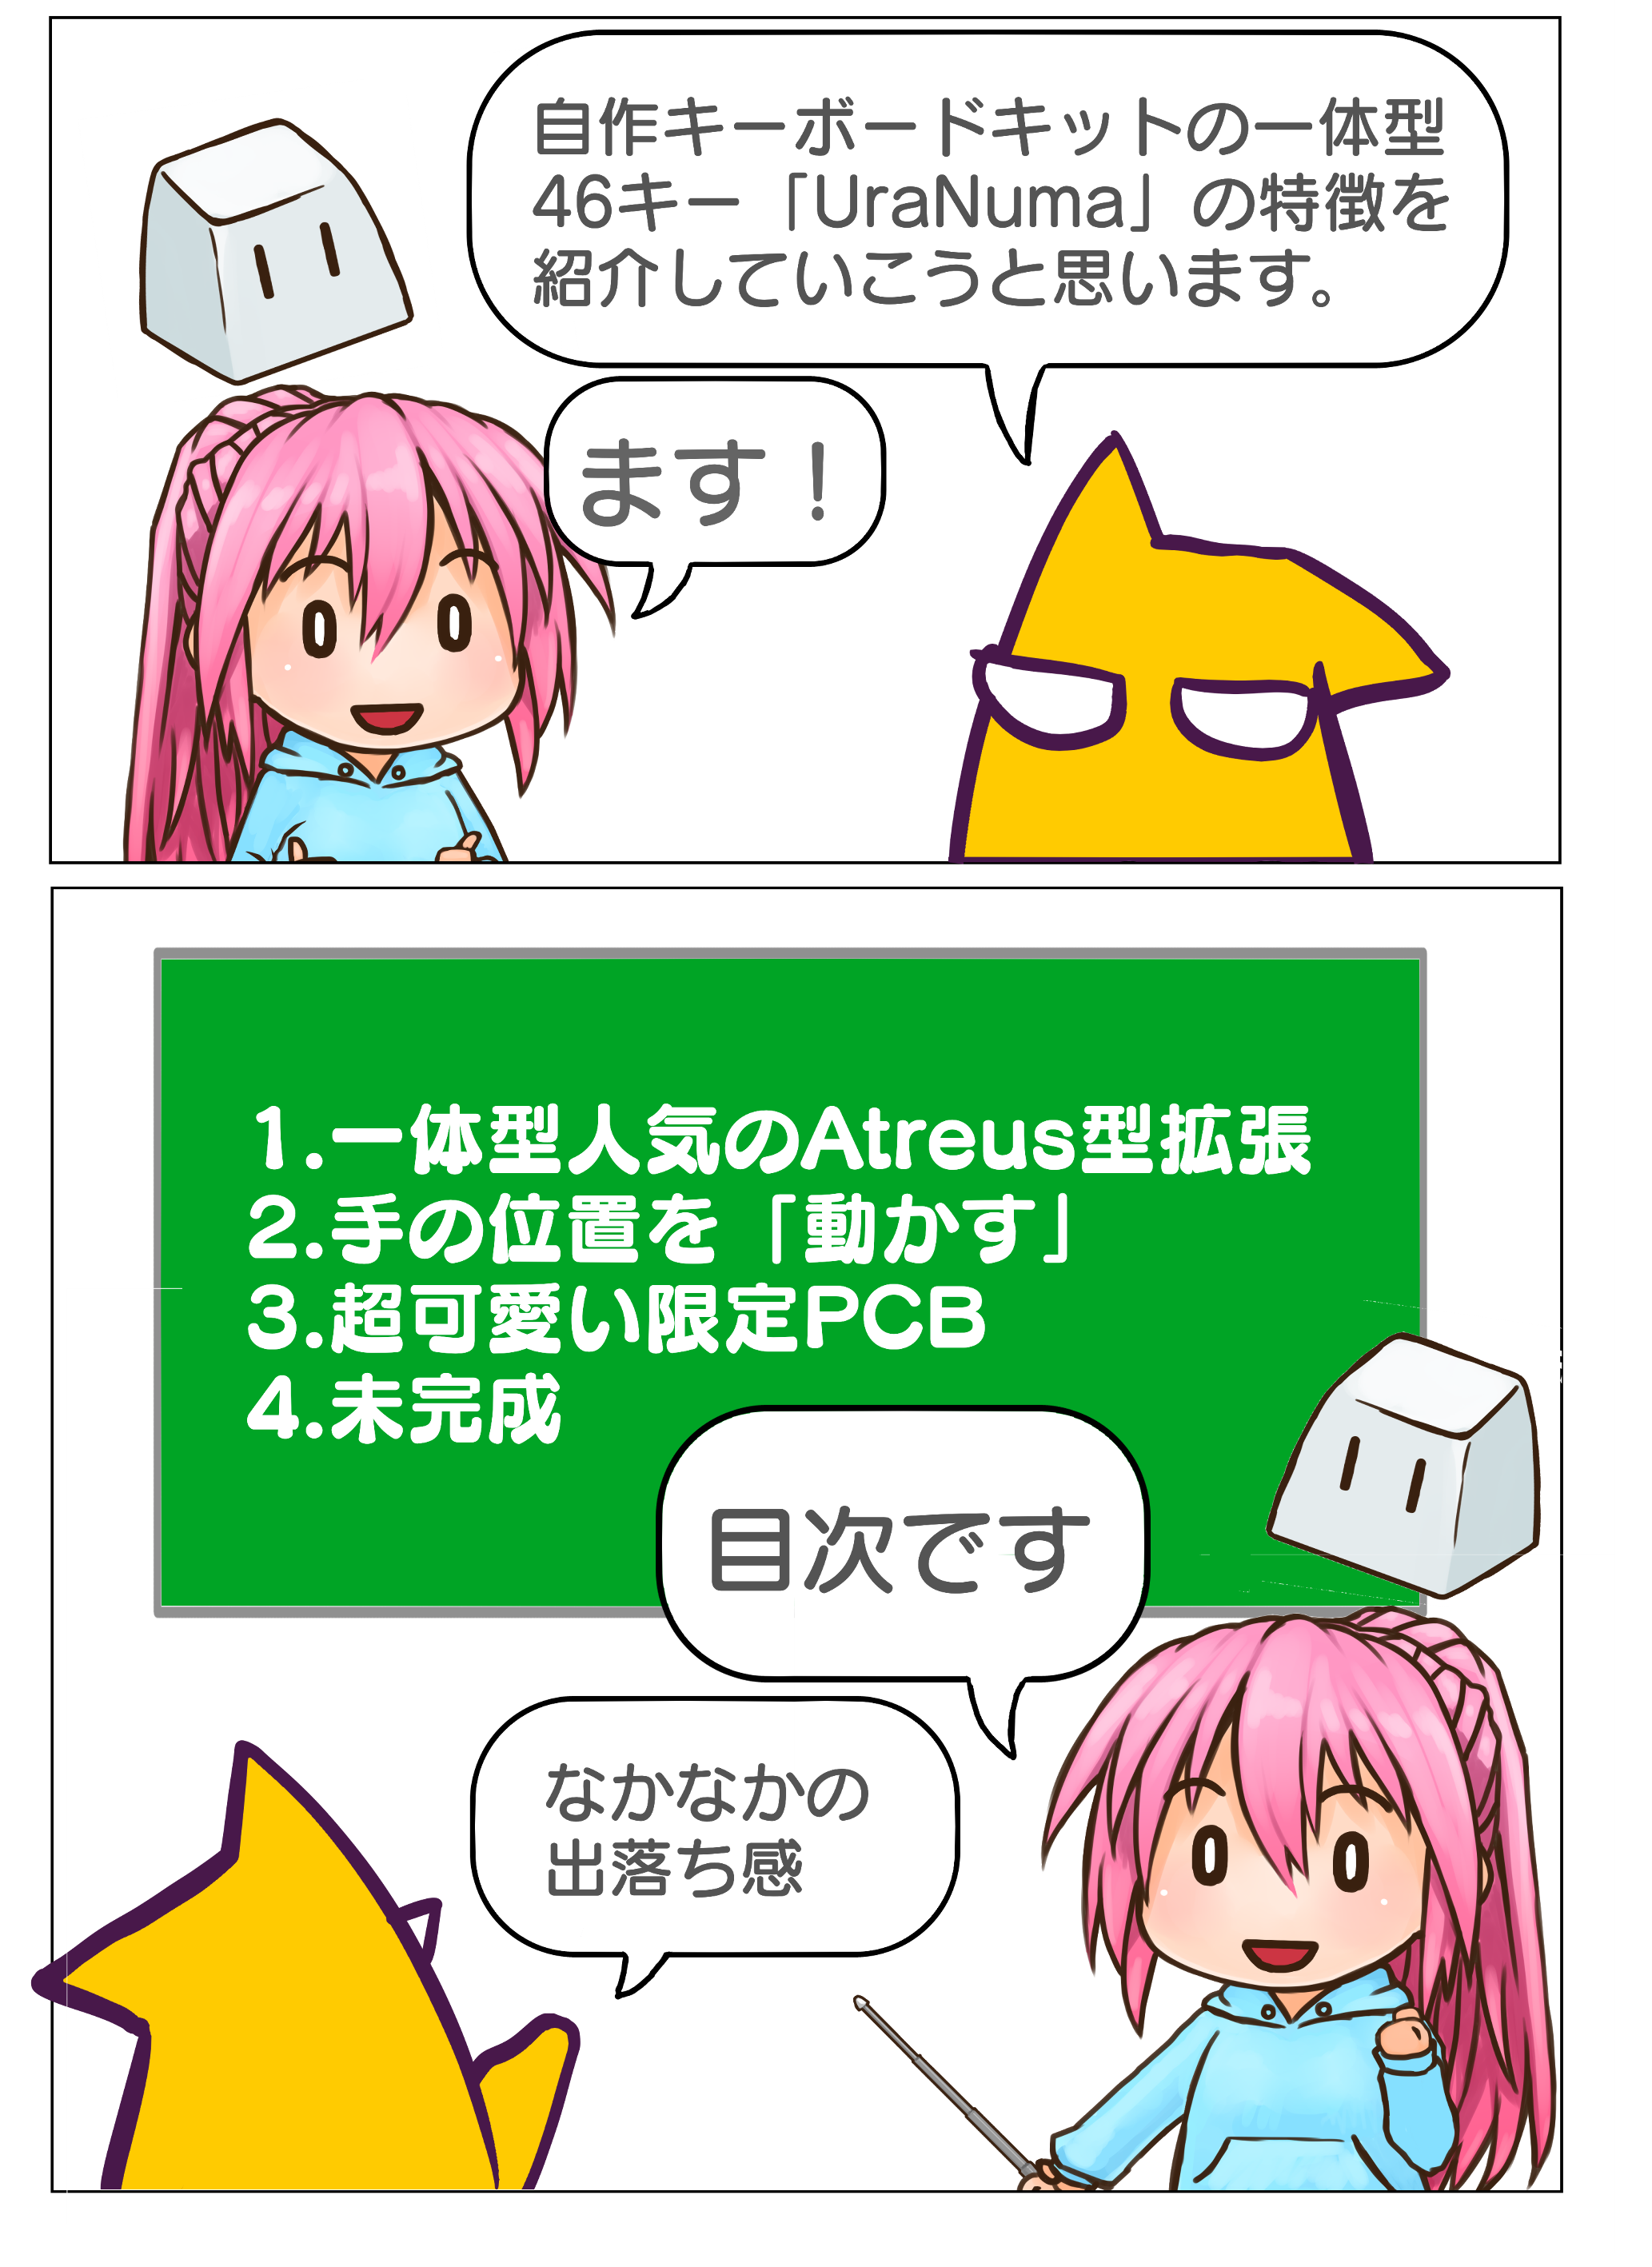 自作キーボードキットの一体型
46キー「UraNuma」の特徴を
紹介していこうと思います。
ます！
1.一体型人気のAtreus型拡張
2.手の位置を「動かす」
3.超可愛い限定PCB
4.未完成
目次です
なかなかの
出落ち感